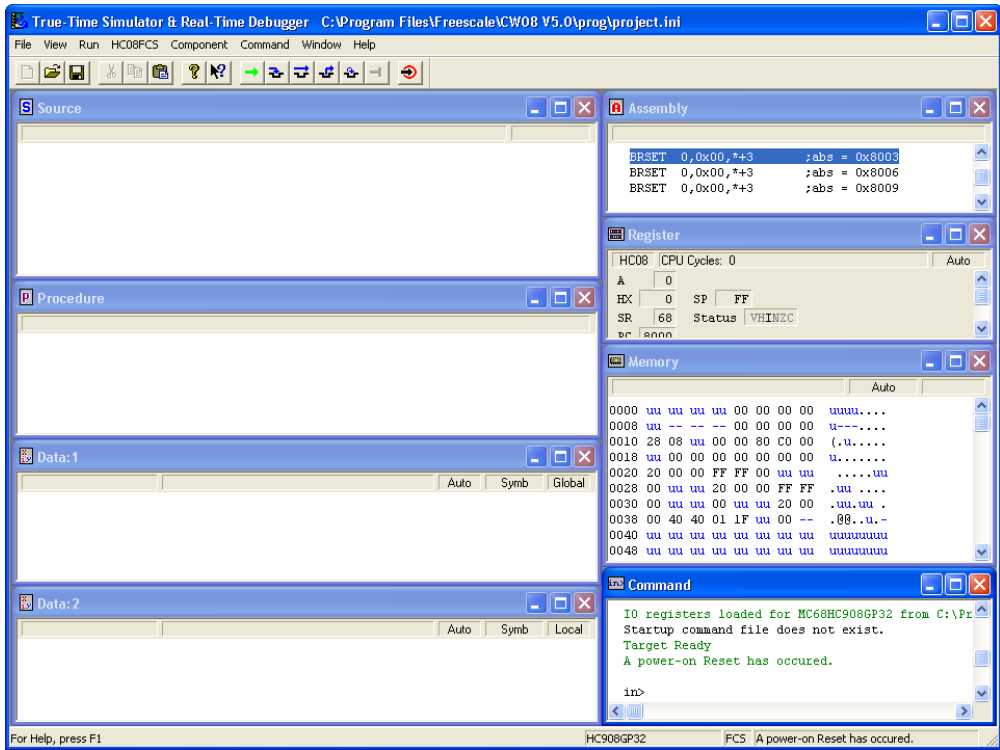 True-Time Simulator & Real-Time Debugger C:\Program Files\Freescale\CW08 V5.0\prog\project.ini
File View Run HC08FCS Component Command Window Help
Source
Procedure
Data:1
Auto Symb Global
Data:2
Auto Symb Local
Assembly
BRSET 0,0x00,*+3 ;abs = 0x8003
BRSET 0,0x00,*+3 ;abs = 0x8006
BRSET 0,0x00,*+3 ;abs = 0x8009
Register
HC08 CPU Cycles: 0 Auto
A 0
HX 0 SP FF
SR 68 Status VHINZC
PC 8000
Memory
Auto
0000 uu uu uu uu 00 00 00 00 uuuu....
0008 uu -- -- -- 00 00 00 00 u---....
0010 28 08 uu 00 00 80 C0 00 (.u.....
0018 uu 00 00 00 00 00 00 00 u.......
0020 20 00 00 FF FF 00 uu uu .....uu
0028 00 uu uu 20 00 00 FF FF .uu ....
0030 00 uu uu 00 uu uu 20 00 .uu.uu .
0038 00 40 40 01 1F uu 00 -- .@@..u.-
0040 uu uu uu uu uu uu uu uu uuuuuuuu
0048 uu uu uu uu uu uu uu uu uuuuuuuu
Command
IO registers loaded for MC68HC908GP32 from C:\Pr
Startup command file does not exist.
Target Ready
A power-on Reset has occured.
in>
For Help, press F1 HC908GP32 FCS A power-on Reset has occured.